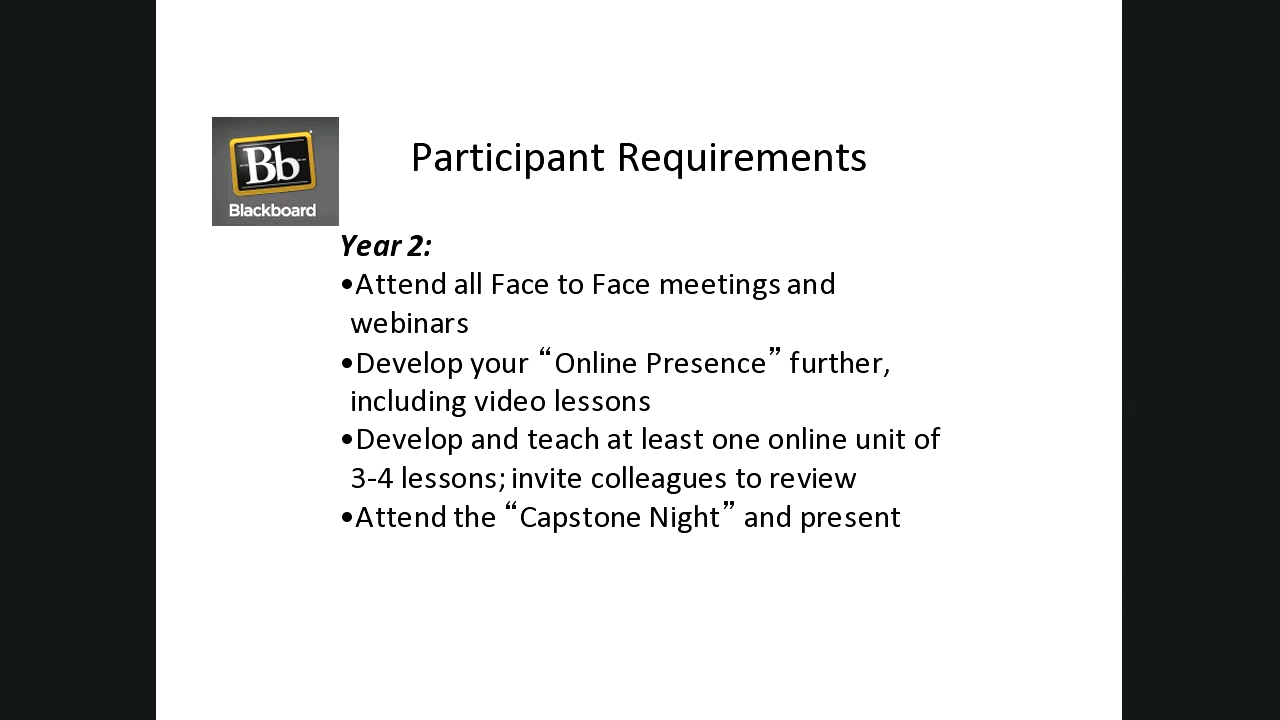 Bb
Blackboard
Participant Requirements
Year 2:
•Attend all Face to Face meetings and
webinars
•Develop your “Online Presence” further,
including video lessons
•Develop and teach at least one online unit of
3-4 lessons; invite colleagues to review
•Attend the “Capstone Night” and present